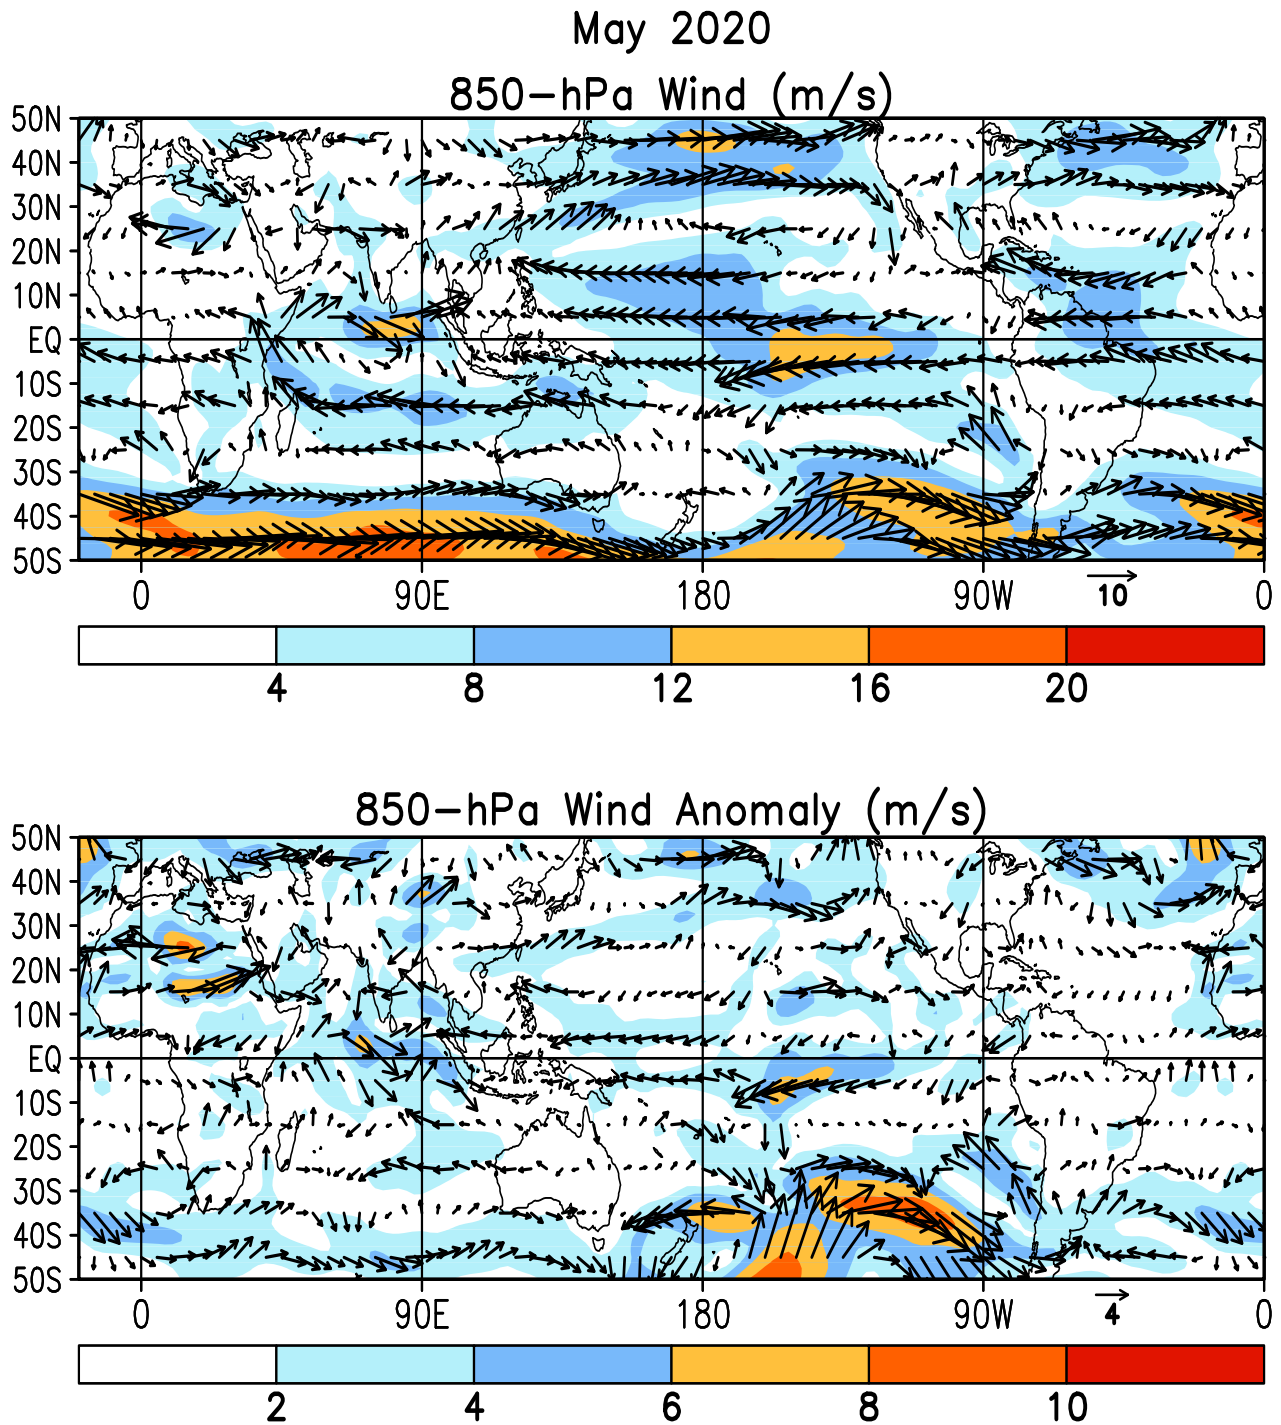 May 2020
850-hPa Wind (m/s)
50N
40N
30N
20N
10N
EQ
10S
20S
30S
40S
50S
0 90E 180 90W 0
10
4 8 12 16 20
850-hPa Wind Anomaly (m/s)
50N
40N
30N
20N
10N
EQ
10S
20S
30S
40S
50S
0 90E 180 90W 0
4
2 4 6 8 10